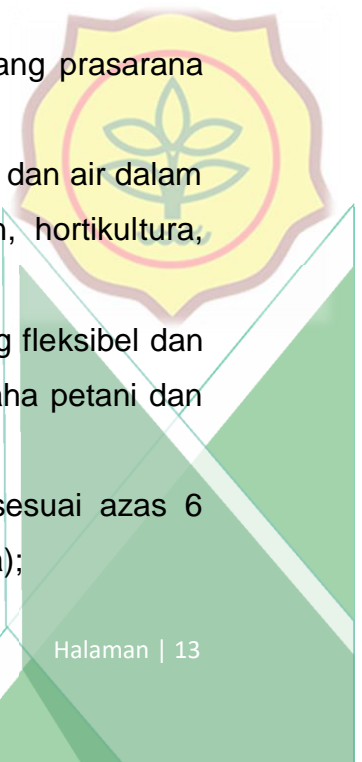 ang prasarana
dan air dalam
n, hortikultura,
g fleksibel dan
aha petani dan
sesuai azas 6
);
Halaman | 13